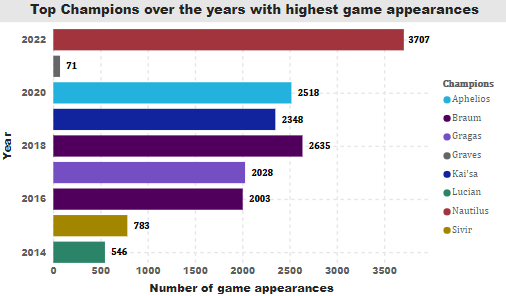 Top Champions over the years with highest game appearances
2022
3707
71
2020
2518
2348
2018
2635
2028
2016
2003
783
2014
546
0 500 1000 1500 2000 2500 3000 3500
Number of game appearances
Year
Champions
Aphelios
Braum
Gragas
Graves
Kai'sa
Lucian
Nautilus
Sivir